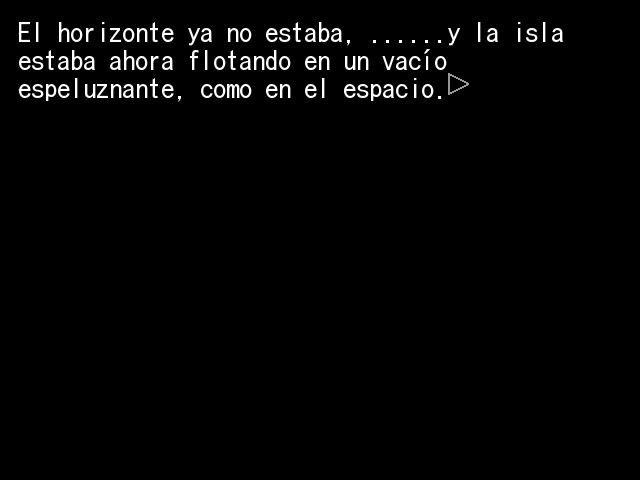 El horizonte ya no estaba, ......y la isla
estaba ahora flotando en un vacío
espeluznante, como en el espacio.